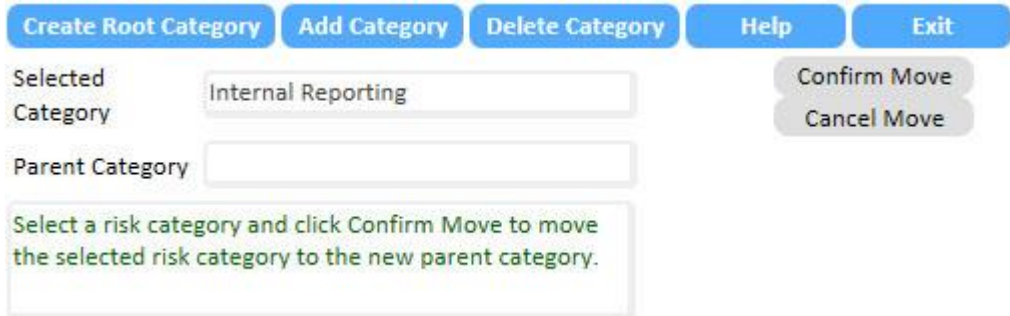 Create Root Category Add Category Delete Category Help Exit
Selected
Category
Internal Reporting
Confirm Move
Cancel Move
Parent Category
Select a risk category and click Confirm Move to move
the selected risk category to the new parent category.